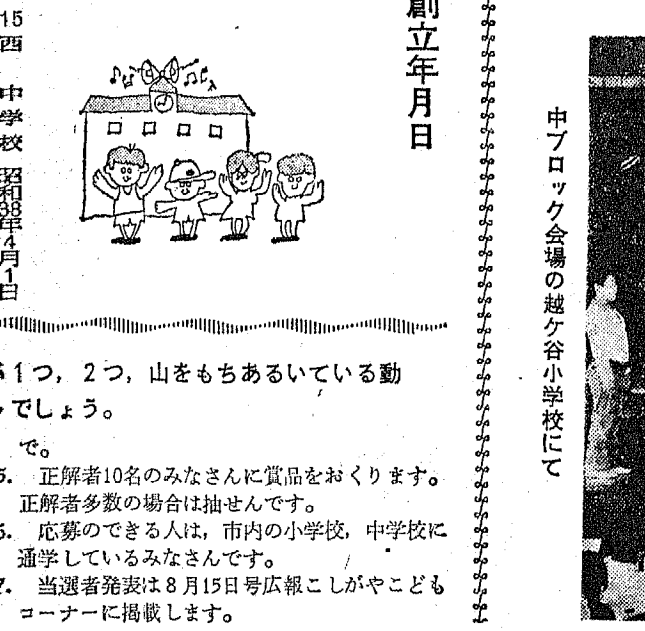 中ブロック会場の越ケ谷小学校にて
創立年月日
15 西中学校 昭和38年4月1日
1つ，2つ，山をもちあるいている動
でしょう。
で。
5. 正解者10名のみなさんに賞品をおくります。
正解者多数の場合は抽せんです。
6. 応募のできる人は，市内の小学校，中学校に
通学しているみなさんです。
7. 当選者発表は8月15日号広報こしがやこども
コーナーに掲載します。